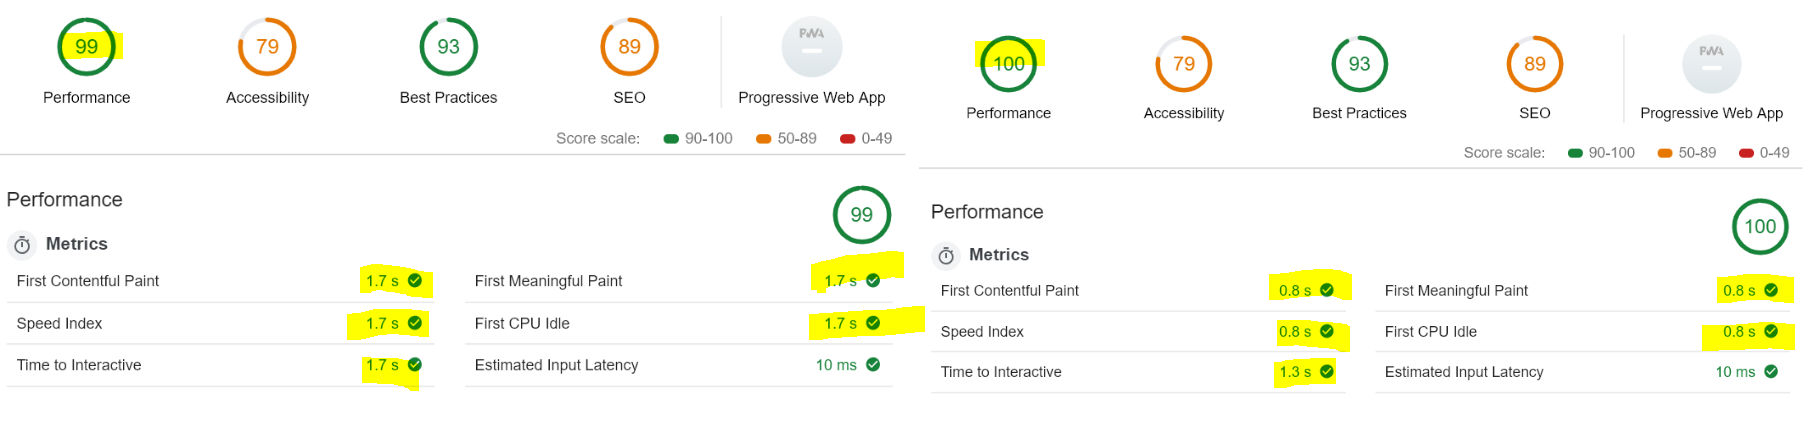 99 79 93 89 PWA
Performance Accessibility Best Practices SEO Progressive Web App
Score scale: 90-100 50-89 0-49
Performance 99
Metrics
First Contentful Paint 1.7 s First Meaningful Paint 1.7 s
Speed Index 1.7 s First CPU Idle 1.7 s
Time to Interactive 1.7 s Estimated Input Latency 10 ms
100 79 93 89 PWA
Performance Accessibility Best Practices SEO Progressive Web App
Score scale: 90-100 50-89 0-49
Performance 100
Metrics
First Contentful Paint 0.8 s First Meaningful Paint 0.8 s
Speed Index 0.8 s First CPU Idle 0.8 s
Time to Interactive 1.3 s Estimated Input Latency 10 ms